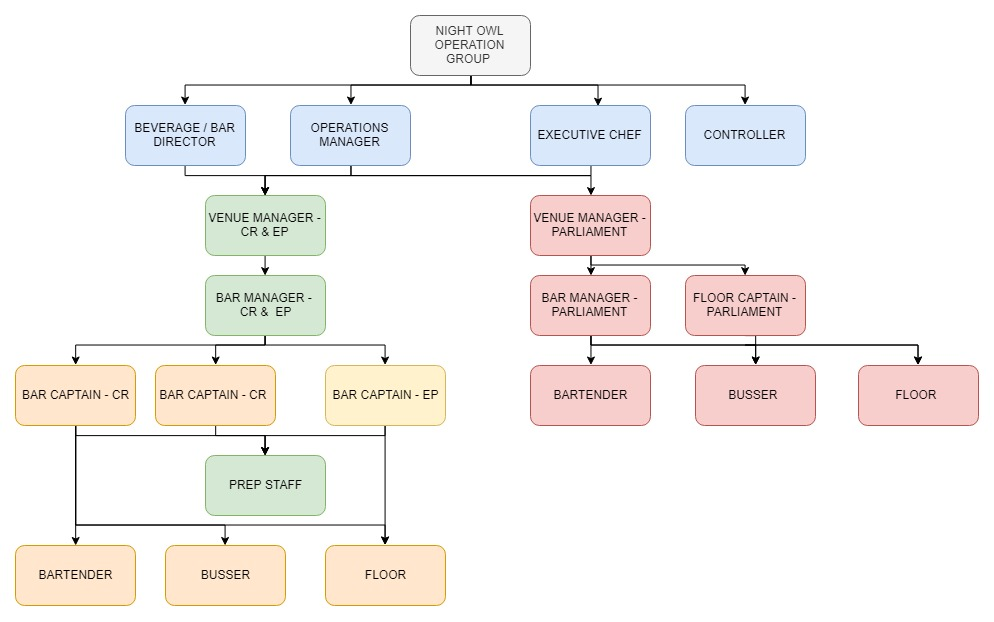 NIGHT OWL
OPERATION
GROUP
BEVERAGE / BAR
DIRECTOR
OPERATIONS
MANAGER
EXECUTIVE CHEF
CONTROLLER
VENUE MANAGER -
CR & EP
VENUE MANAGER -
PARLIAMENT
BAR MANAGER -
CR & EP
BAR MANAGER -
PARLIAMENT
FLOOR CAPTAIN -
PARLIAMENT
BAR CAPTAIN - CR
BAR CAPTAIN - CR
BAR CAPTAIN - EP
BARTENDER
BUSSER
FLOOR
PREP STAFF
BARTENDER
BUSSER
FLOOR